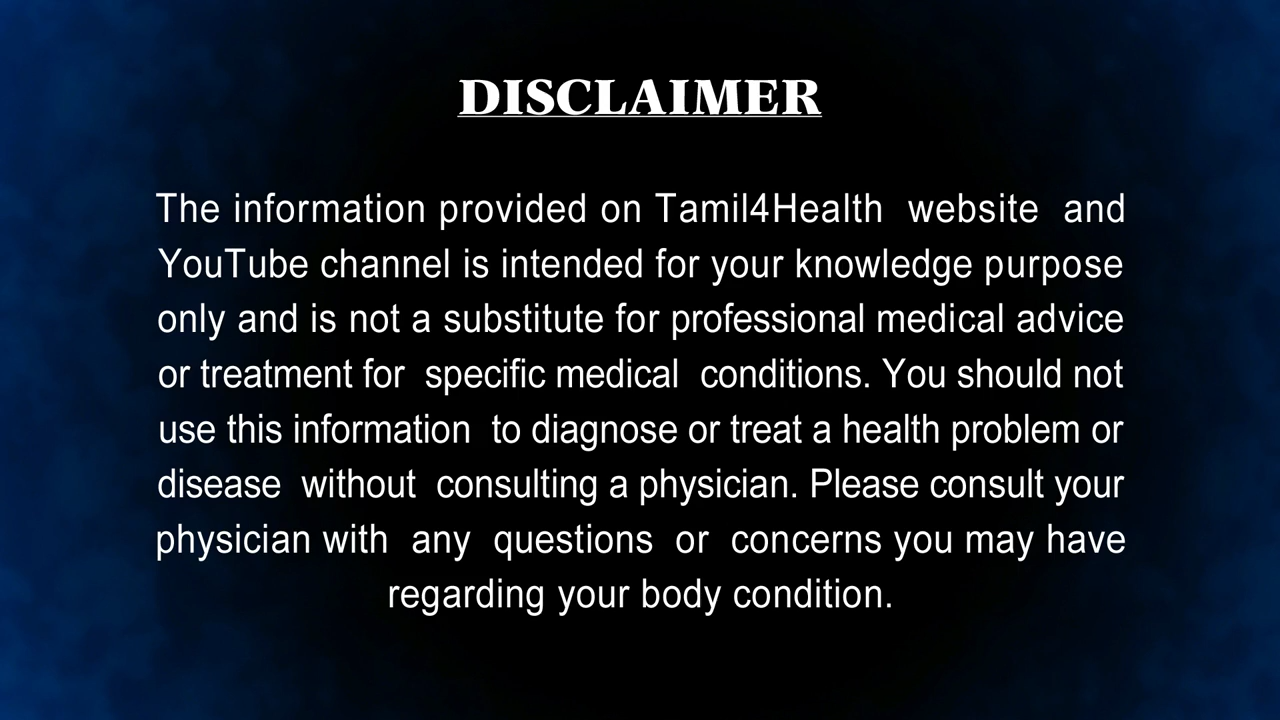 DISCLAIMER
The information provided on Tamil4Health website and
YouTube channel is intended for your knowledge purpose
only and is not a substitute for professional medical advice
or treatment for specific medical conditions. You should not
use this information to diagnose or treat a health problem or
disease without consulting a physician. Please consult your
physician with any questions or concerns you may have
regarding your body condition.